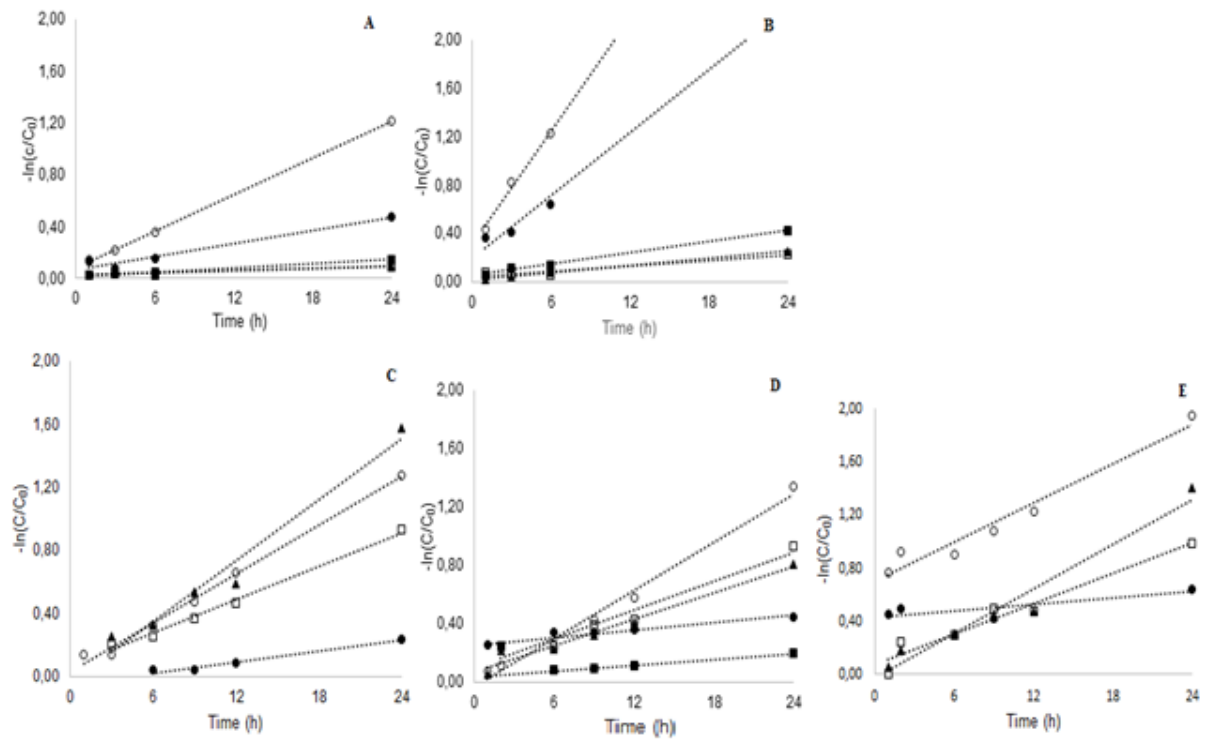 A
2,00
1,60
1,20
0,80
0,40
0,00
-ln(c/C0)
0 6 12 18 24
Time (h)
B
2,00
1,60
1,20
0,80
0,40
0,00
-ln(C/C0)
0 6 12 18 24
Time (h)
C
2,00
1,60
1,20
0,80
0,40
0,00
-ln(C/C0)
0 6 12 18 24
Time (h)
D
2,00
1,60
1,20
0,80
0,40
0,00
-ln(C/C0)
0 6 12 18 24
Time (h)
E
2,00
1,60
1,20
0,80
0,40
0,00
-ln(C/C0)
0 6 12 18 24
Time (h)